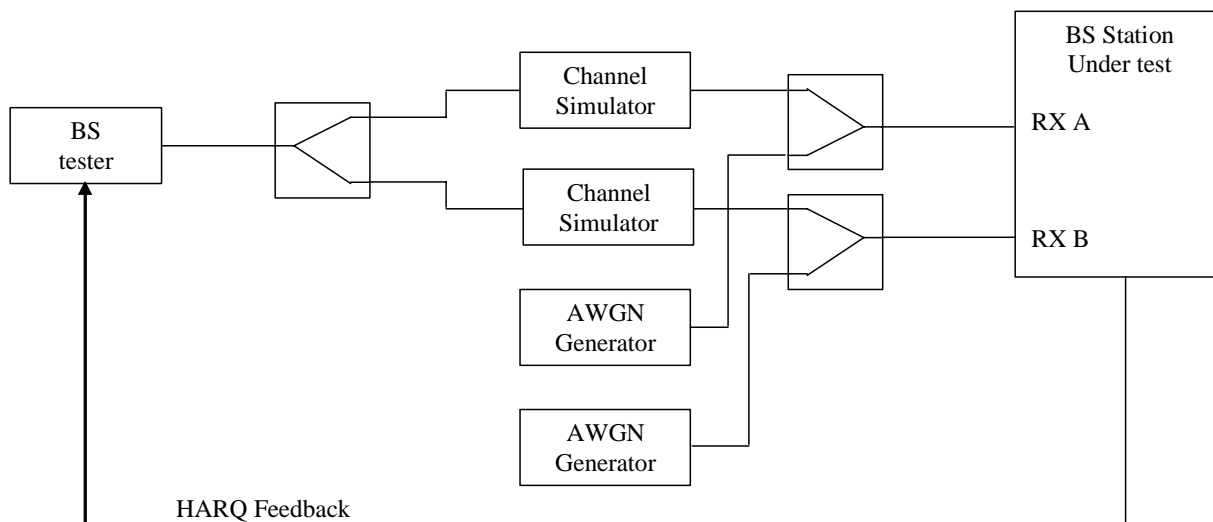 BS
tester
Channel
Simulator
Channel
Simulator
AWGN
Generator
AWGN
Generator
BS Station
Under test
RX A
RX B
HARQ Feedback